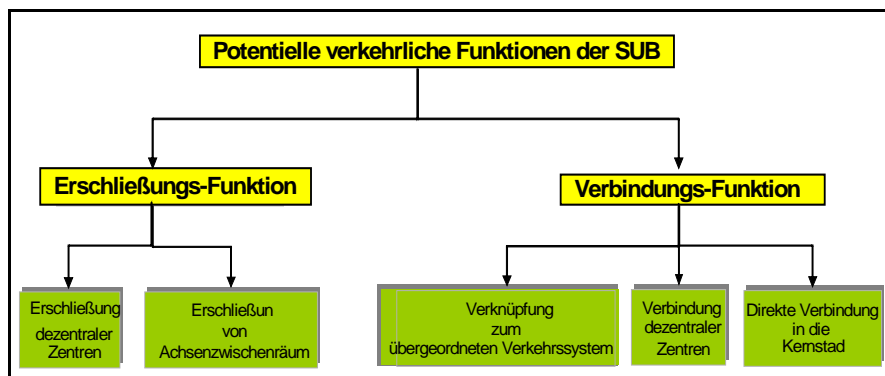 Potentielle verkehrliche Funktionen der SUB
Erschließungs-Funktion
Verbindungs-Funktion
Erschließung
dezentraler
Zentren
Erschließun
von
Achsenzwischenräum
Verknüpfung
zum
übergeordneten Verkehrssystem
Verbindung
dezentraler
Zentren
Direkte Verbindung
in die
Kernstad